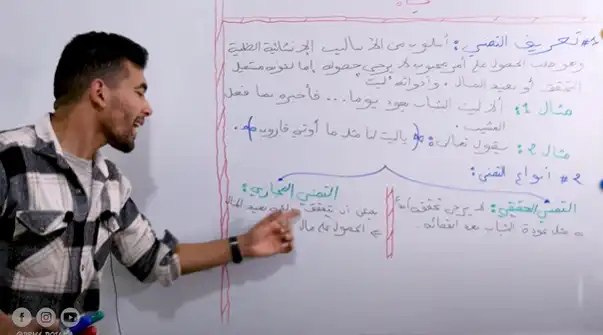 #1 تعريف التمني: أسلوب من الأساليب الإنشائية الطلبية
وهو طلب الحصول على أمر محبوب لا يرجى حصوله إما لكونه مستحيل
التحقق أو بعيد المنال. وأدواته "ليت"
مثال 1: ألا ليت الشباب يعود يوما... فأخبره بما فعل
المشيب.
مثال 2: يقول تعالى: «يا ليت لنا مثل ما أوتي قارون».
#2 أنواع التمني:
التمني الحقيقي: لا يرجى تحققه أبدا
مثل عودة الشباب بعد انقضائه.
التمني المجازي:
يمكن أن يتحقق بعيد المنال
الحصول على مال